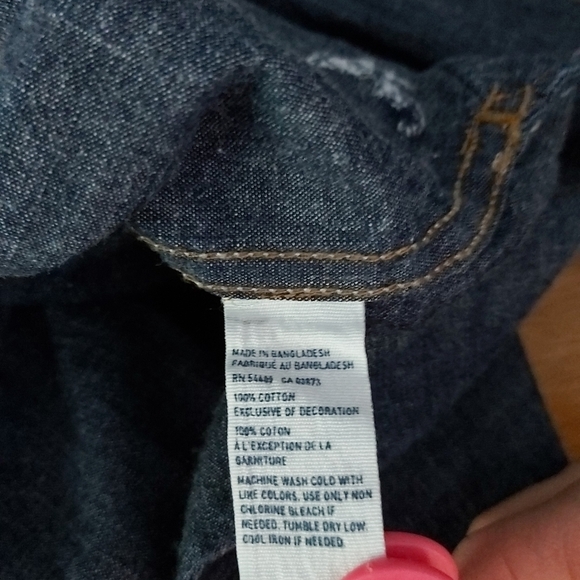 MADE IN BANGLADESH
FABRIQUÉ AU BANGLADESH
RN 54489 CA 03873
100% COTTON
EXCLUSIVE OF DECORATION
100% COTON
À L'EXCEPTION DE LA
GARNITURE
MACHINE WASH COLD WITH
LIKE COLORS. USE ONLY NON
CHLORINE BLEACH IF
NEEDED. TUMBLE DRY LOW.
COOL IRON IF NEEDED.